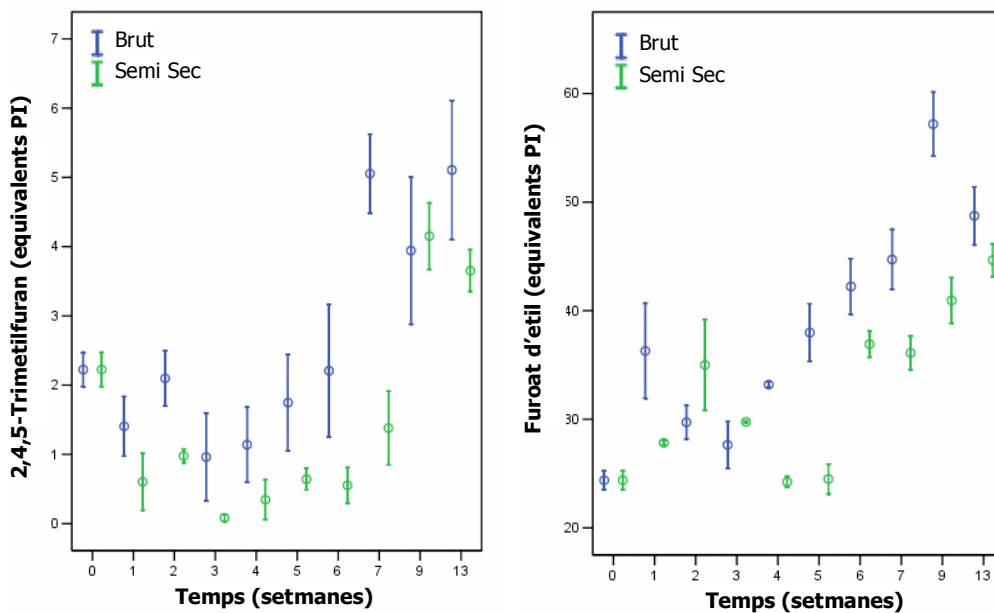 2,4,5-Trimetilfuran (equivalents PI)
7
6
5
4
3
2
1
0
Brut
Semi Sec
0 1 2 3 4 5 6 7 9 13
Temps (setmanes)
Furoat d'etil (equivalents PI)
60
50
40
30
20
Brut
Semi Sec
0 1 2 3 4 5 6 7 9 13
Temps (setmanes)